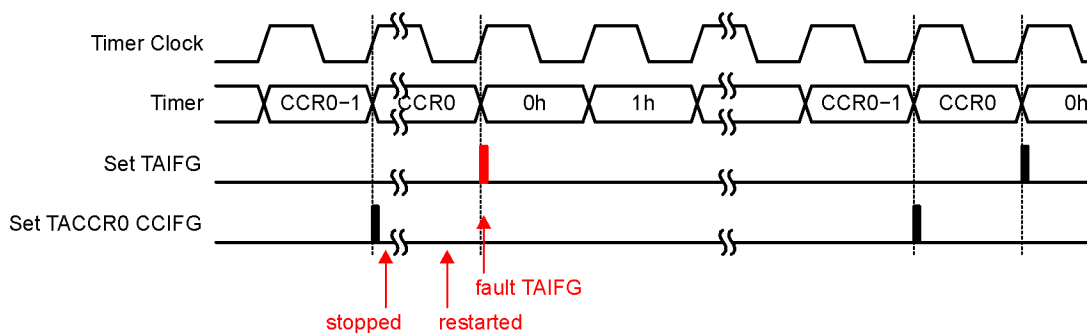 Timer Clock
Timer CCR0−1 CCR0 0h 1h CCR0−1 CCR0 0h
Set TAIFG
Set TACCR0 CCIFG
fault TAIFG
stopped restarted